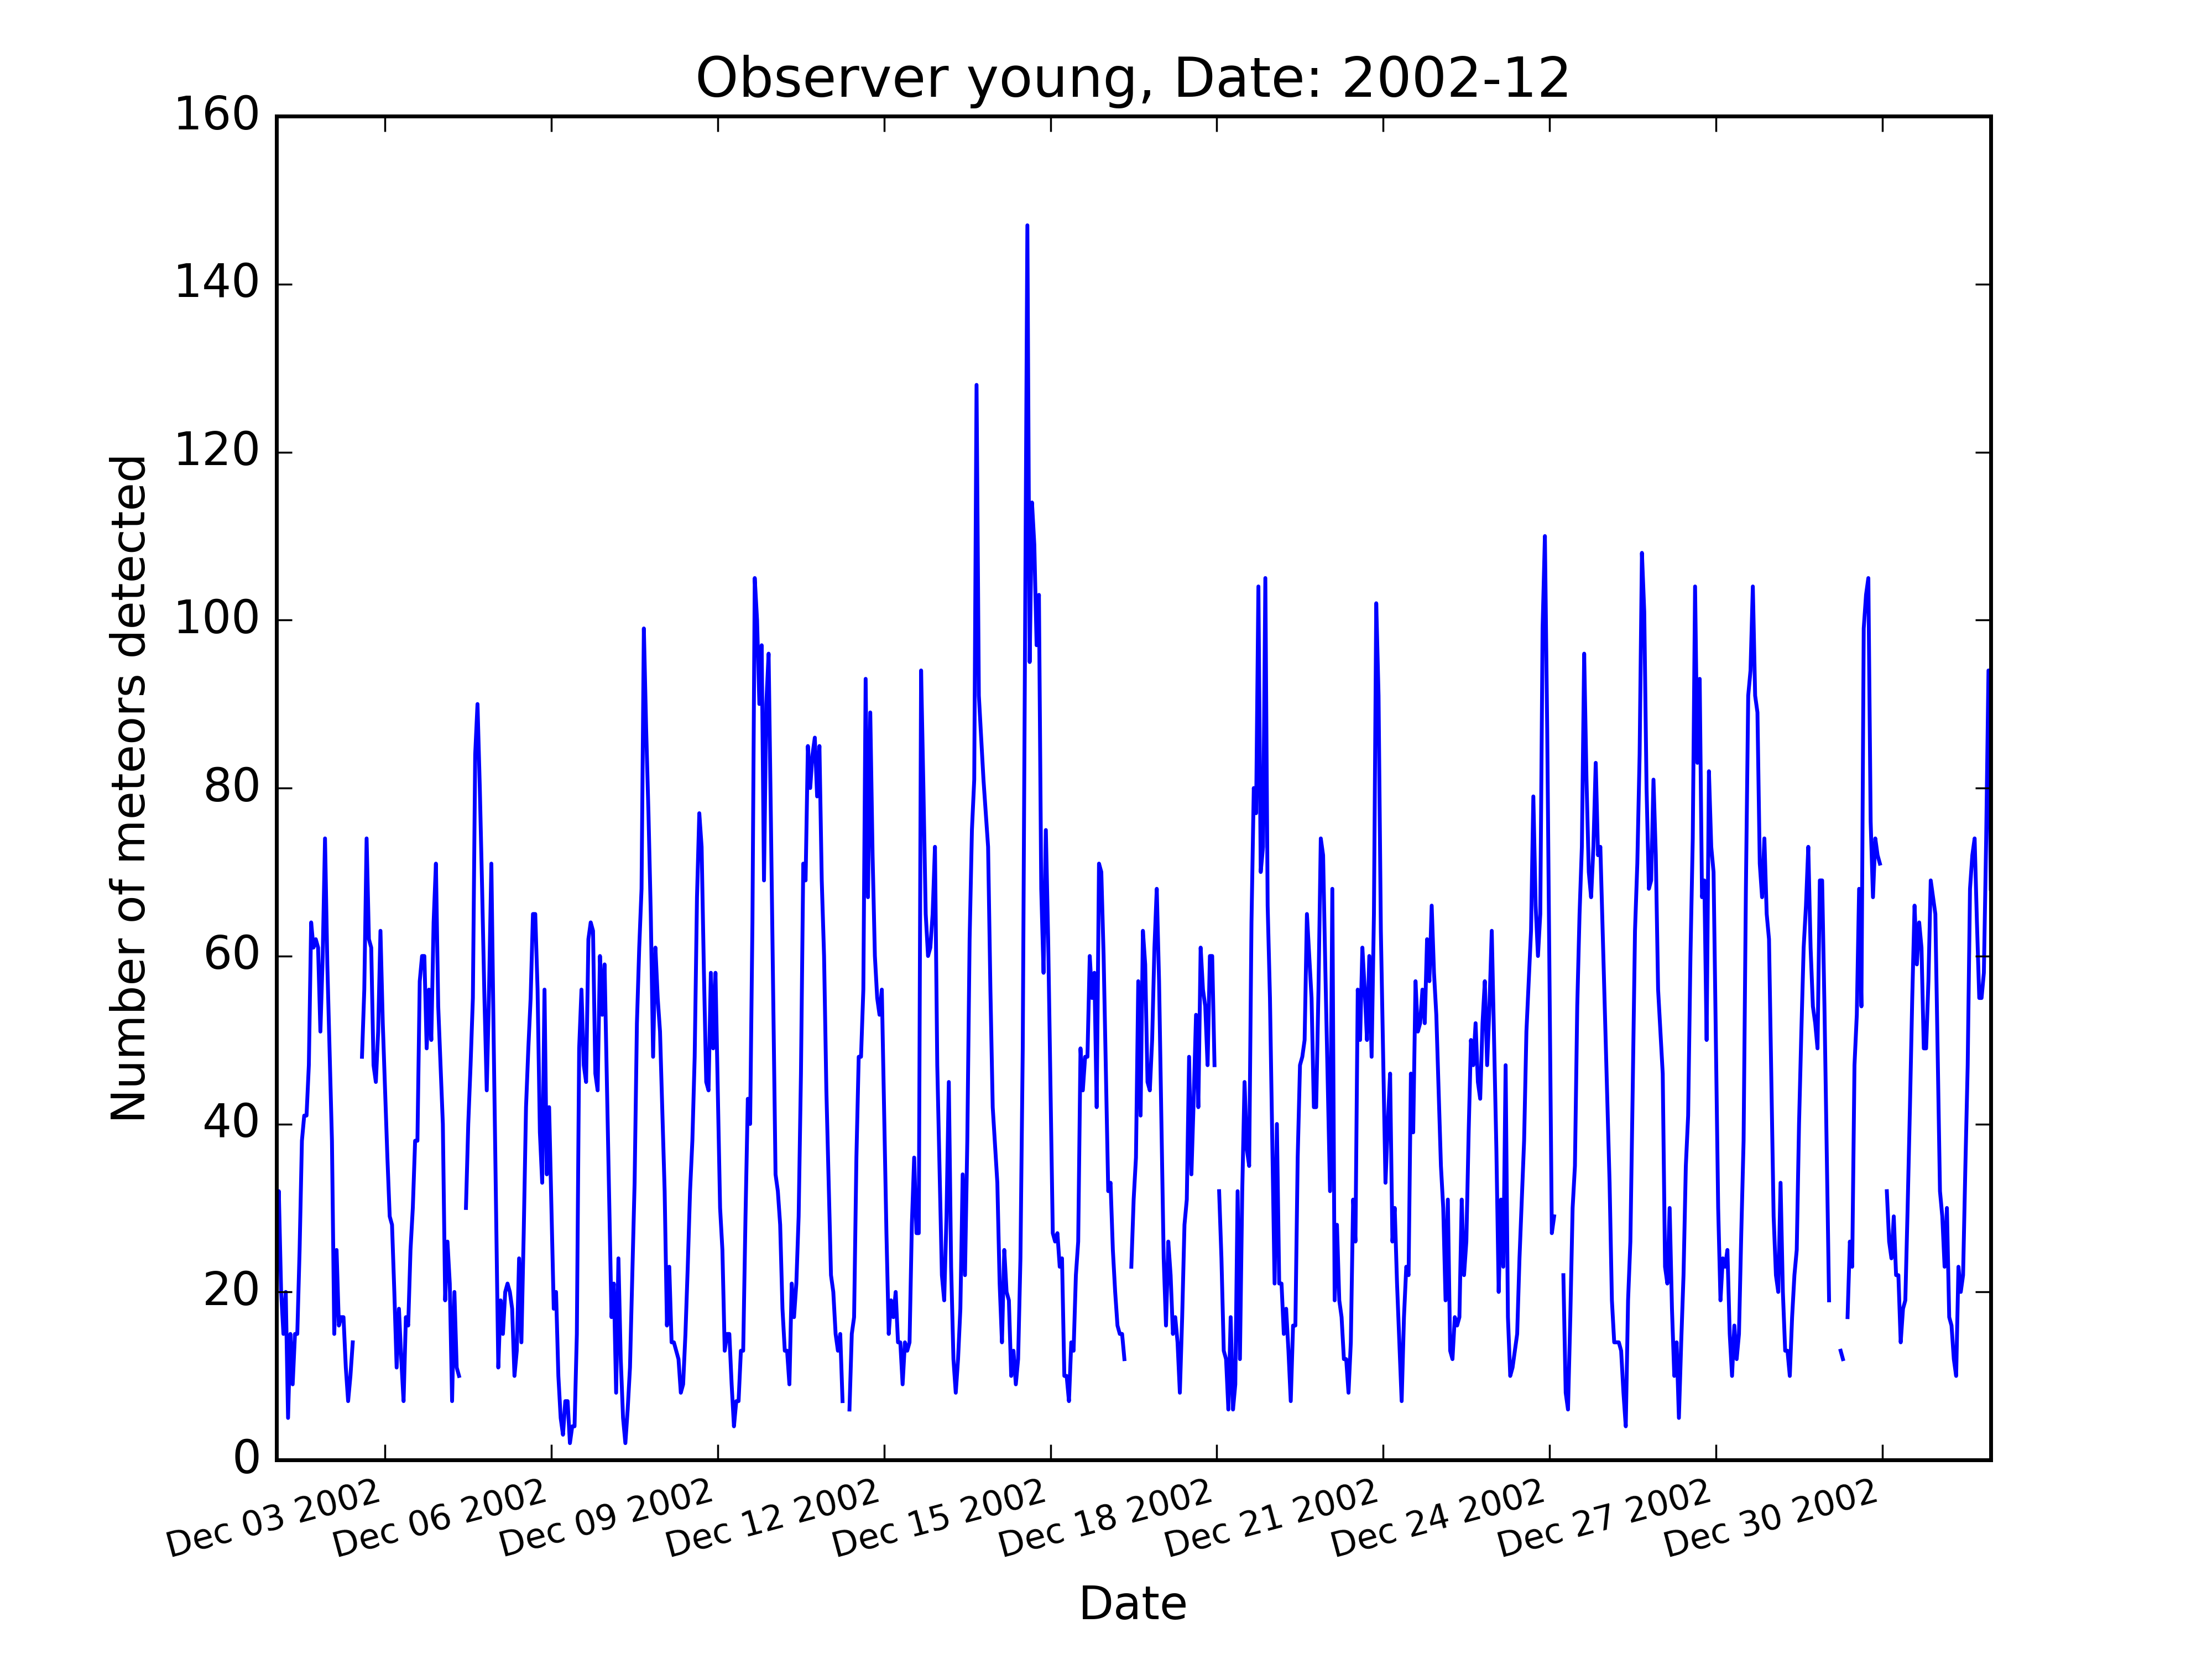 Observer young, Date: 2002-12
160
140
120
100
80
60
40
20
0
Number of meteors detected
Dec 03 2002
Dec 06 2002
Dec 09 2002
Dec 12 2002
Dec 15 2002
Dec 18 2002
Dec 21 2002
Dec 24 2002
Dec 27 2002
Dec 30 2002
Date